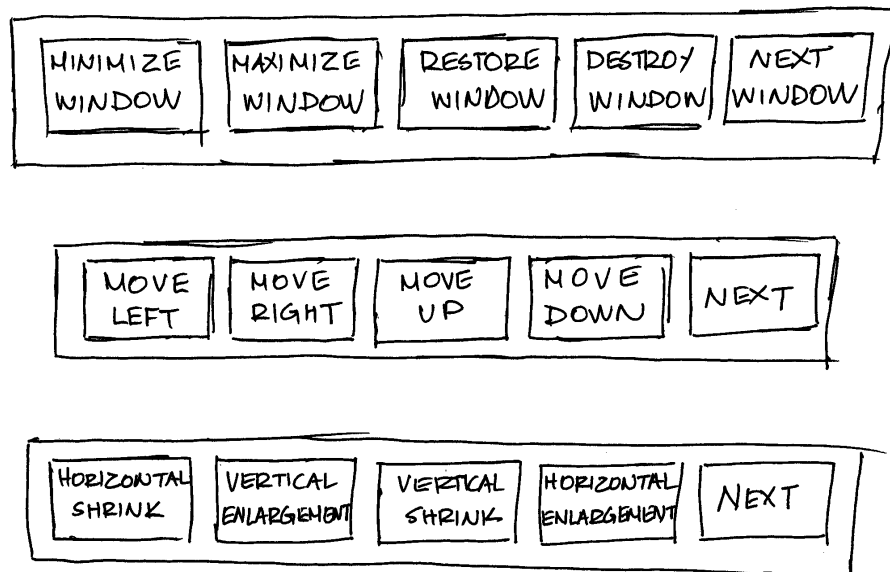 MINIMIZE WINDOW
MAXIMIZE WINDOW
RESTORE WINDOW
DESTROY WINDOW
NEXT WINDOW
MOVE LEFT
MOVE RIGHT
MOVE UP
MOVE DOWN
NEXT
HORIZONTAL SHRINK
VERTICAL ENLARGEMENT
VERTICAL SHRINK
HORIZONTAL ENLARGEMENT
NEXT